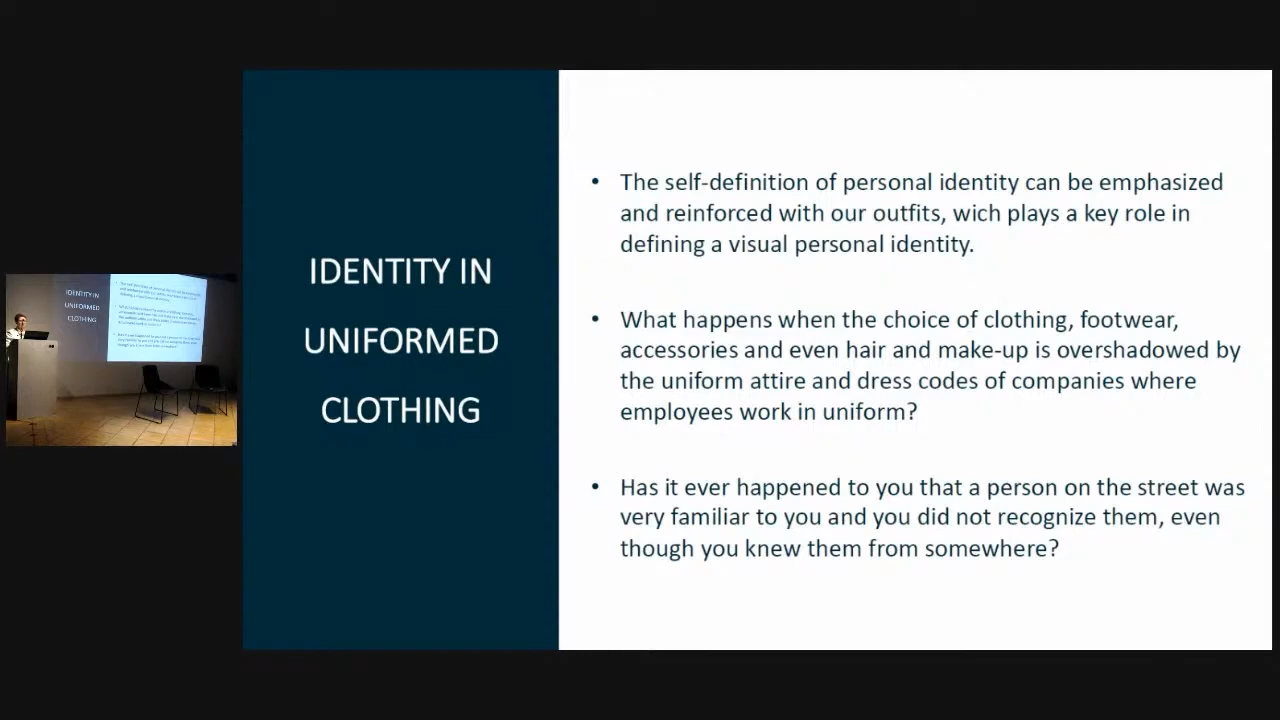 IDENTITY IN
UNIFORMED
CLOTHING
• The self-definition of personal identity can be emphasized
and reinforced with our outfits, wich plays a key role in
defining a visual personal identity.
• What happens when the choice of clothing, footwear,
accessories and even hair and make-up is overshadowed by
the uniform attire and dress codes of companies where
employees work in uniform?
• Has it ever happened to you that a person on the street was
very familiar to you and you did not recognize them, even
though you knew them from somewhere?
IDENTITY IN
UNIFORMED
CLOTHING